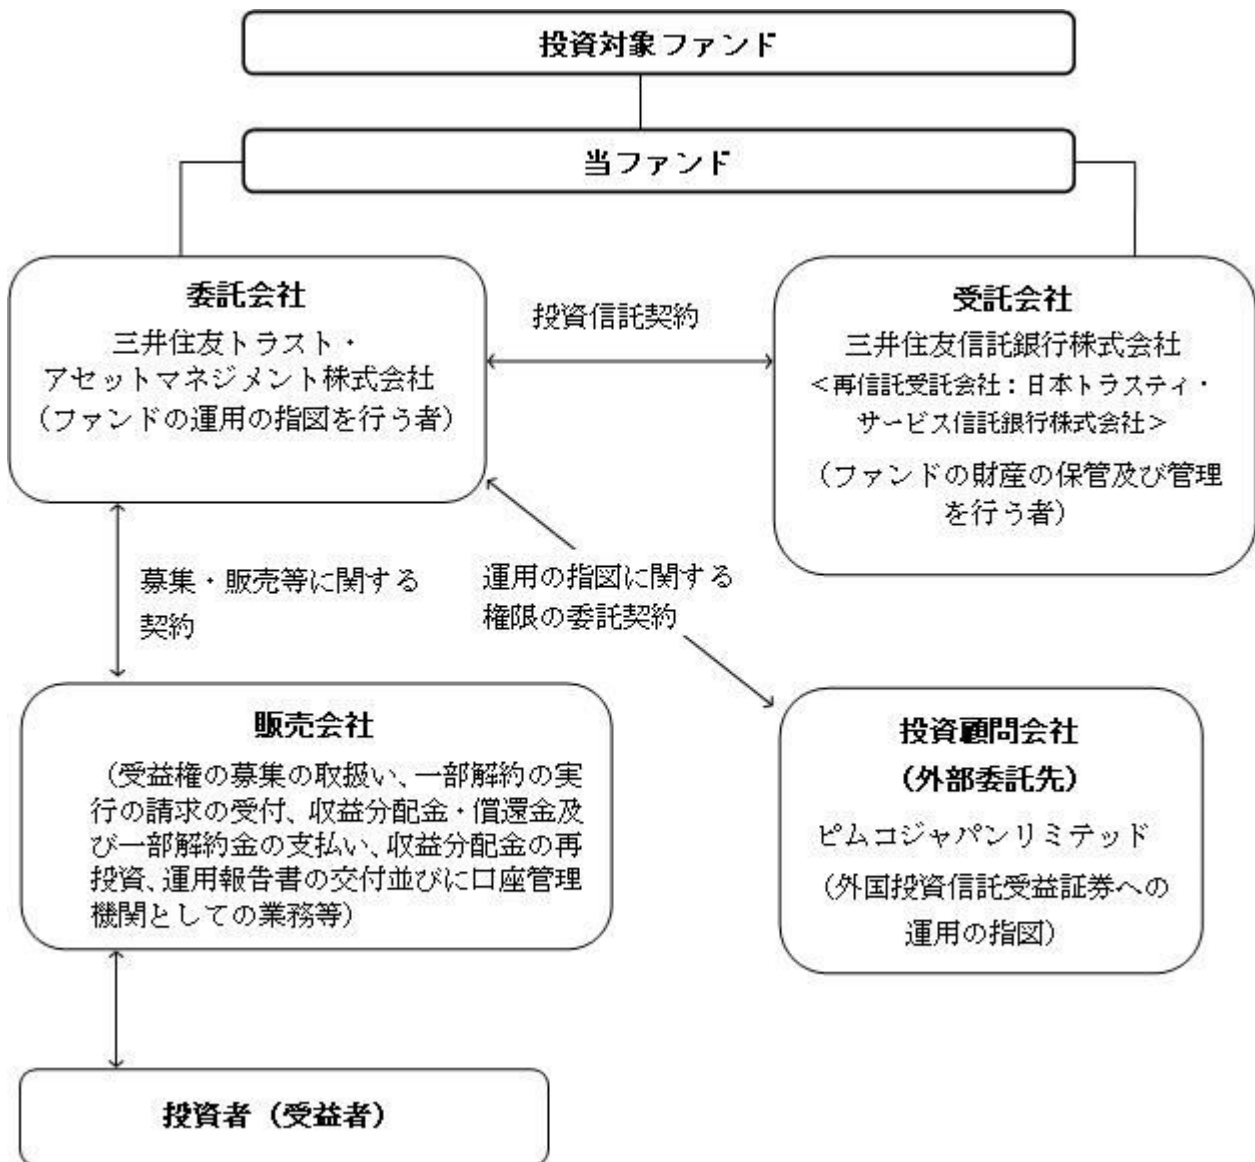 投資対象ファンド
当ファンド
委託会社
三井住友トラスト・
アセットマネジメント株式会社
（ファンドの運用の指図を行う者）
投資信託契約
受託会社
三井住友信託銀行株式会社
＜再信託受託会社：日本トラスティ・
サービス信託銀行株式会社＞
（ファンドの財産の保管及び管理
を行う者）
募集・販売等に関する
契約
運用の指図に関する
権限の委託契約
販売会社
（受益権の募集の取扱い、一部解約の実
行の請求の受付、収益分配金・償還金及
び一部解約金の支払い、収益分配金の再
投資、運用報告書の交付並びに口座管理
機関としての業務等）
投資顧問会社
（外部委託先）
ピムコジャパンリミテッド
（外国投資信託受益証券への
運用の指図）
投資者（受益者）